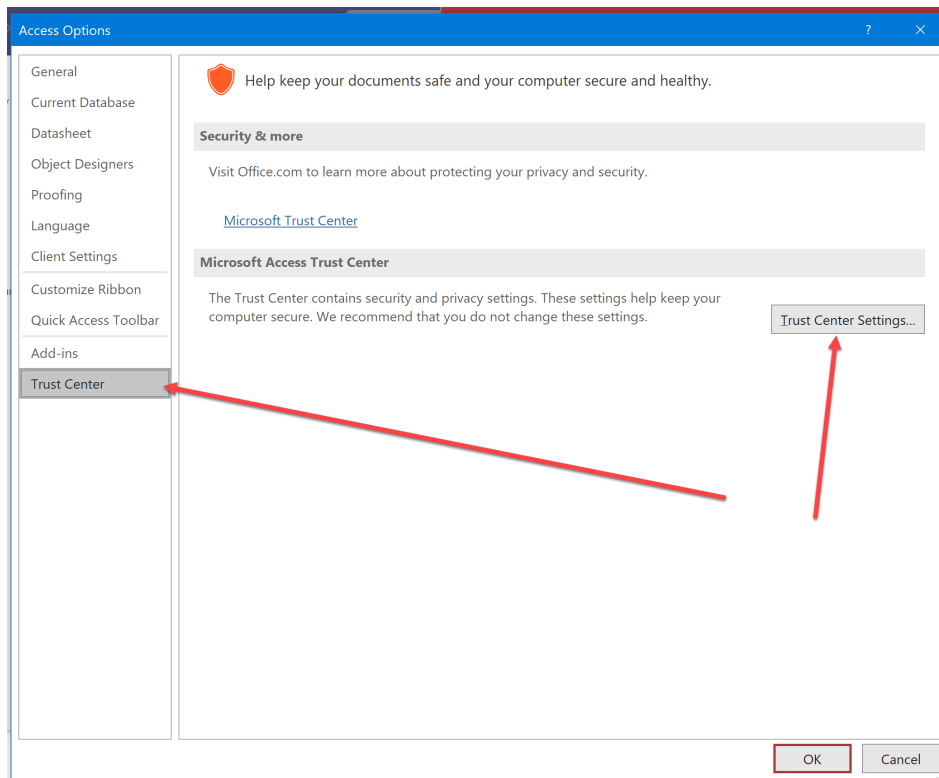 Access Options
?
General
Current Database
Datasheet
Object Designers
Proofing
Language
Client Settings
Customize Ribbon
Quick Access Toolbar
Add-ins
Trust Center
Help keep your documents safe and your computer secure and healthy.
Security & more
Visit Office.com to learn more about protecting your privacy and security.
Microsoft Trust Center
Microsoft Access Trust Center
The Trust Center contains security and privacy settings. These settings help keep your
computer secure. We recommend that you do not change these settings.
Trust Center Settings...
OK
Cancel